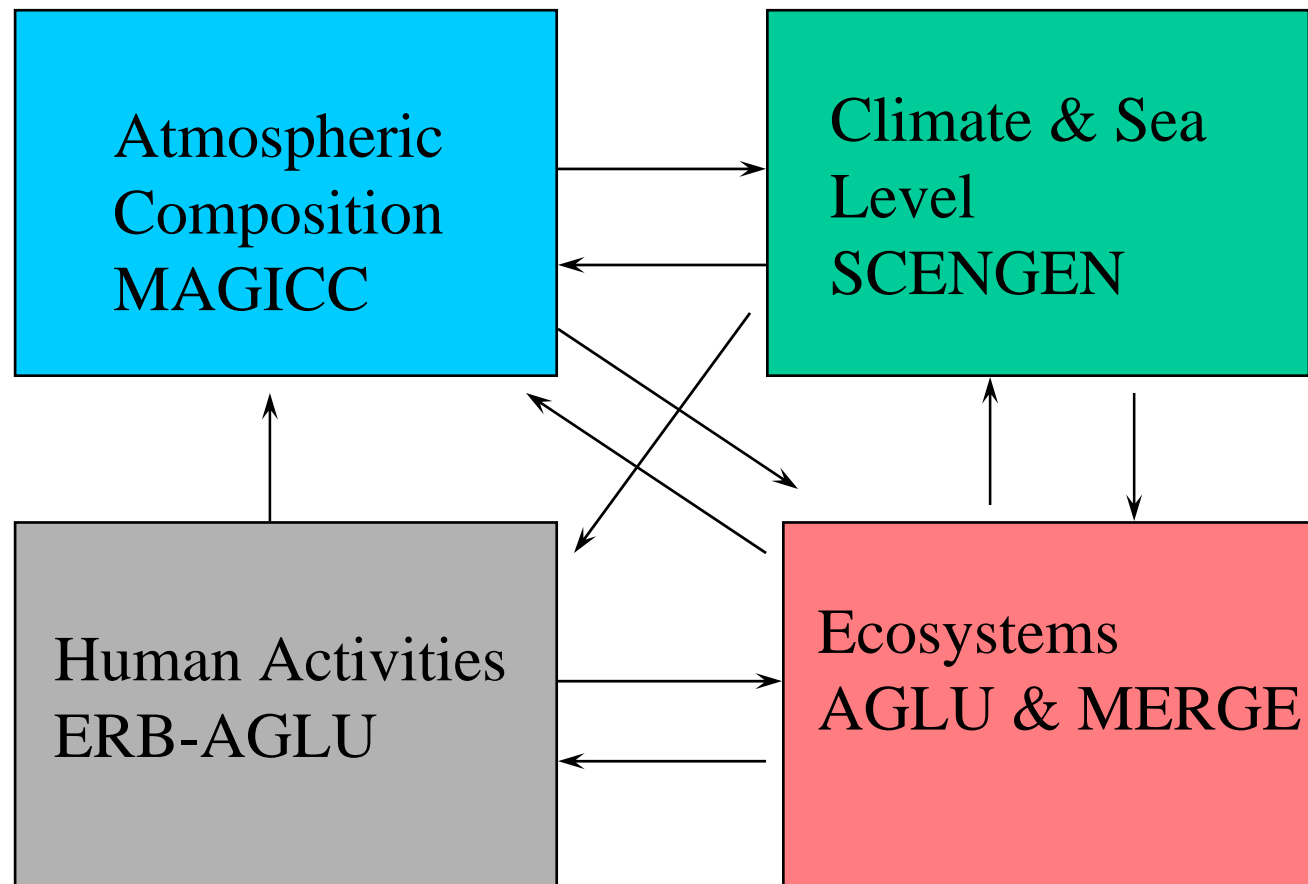 Atmospheric
Composition
MAGICC
Climate & Sea
Level
SCENGEN
Human Activities
ERB-AGLU
Ecosystems
AGLU & MERGE